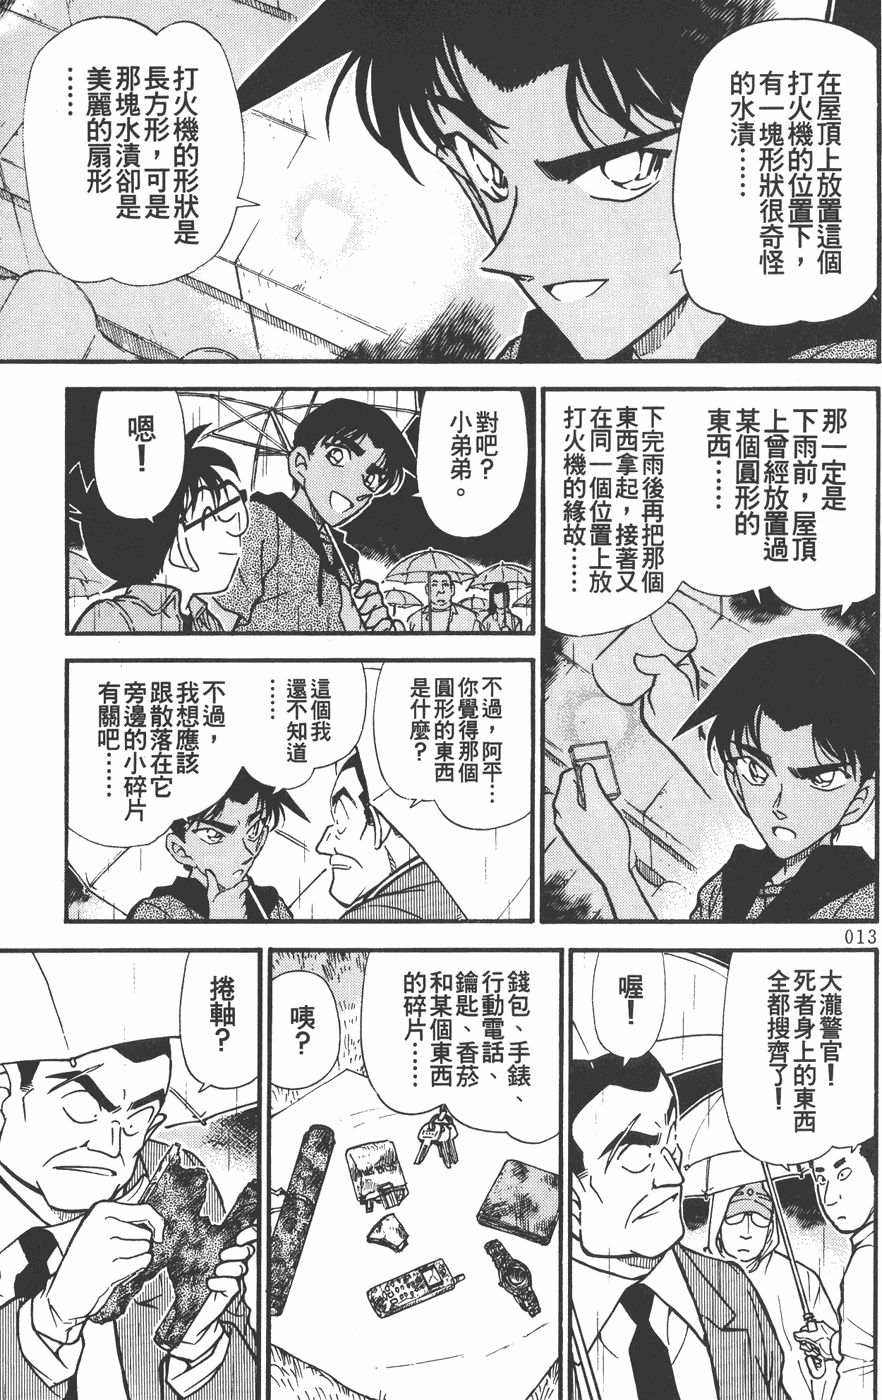 在屋頂上放置這個
打火機的位置下，
有一塊形狀很奇怪
的水漬……
打火機的形狀是
長方形，可是
那塊水漬卻是
美麗的扇形
……
那一定是
下雨前，屋頂
上曾經放置過
某個圓形的
東西……
下完雨後再把那個
東西拿起，接著又
在同一個位置上放
打火機的緣故……
對吧？
小弟弟。
嗯！
不過，阿平…
你覺得那個
圓形的東西
是什麼？
這個我
還不知道
……
不過，
我想應該
跟散落在它
旁邊的小碎片
有關吧……
013
大瀧警官！
死者身上的東西
全都搜齊了！
喔！
錢包、手錶、
行動電話、
鑰匙、香菸
和某個東西
的碎片……
咦？
捲軸？